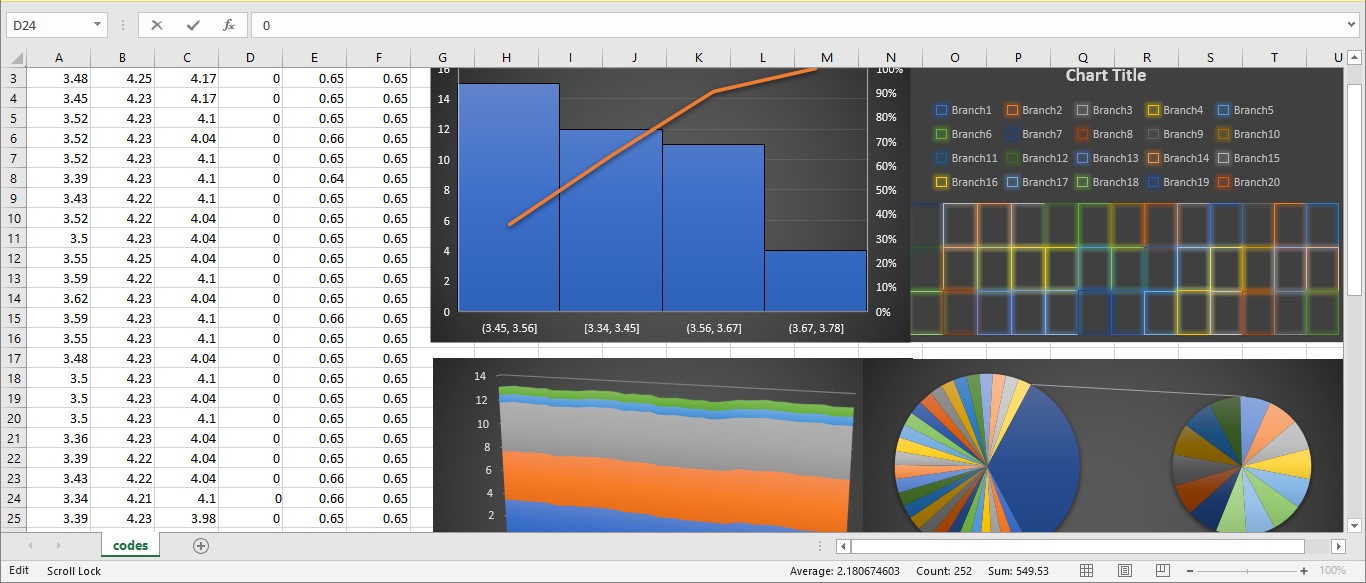 D24 0
A B C D E F G H I J K L M N O P Q R S T U
3 3.48 4.25 4.17 0 0.65 0.65
4 3.45 4.23 4.17 0 0.65 0.65
5 3.52 4.23 4.1 0 0.65 0.65
6 3.52 4.23 4.04 0 0.66 0.65
7 3.52 4.23 4.1 0 0.65 0.65
8 3.39 4.23 4.1 0 0.64 0.65
9 3.43 4.22 4.1 0 0.65 0.65
10 3.52 4.22 4.04 0 0.65 0.65
11 3.5 4.23 4.04 0 0.65 0.65
12 3.55 4.25 4.04 0 0.65 0.65
13 3.59 4.22 4.1 0 0.65 0.65
14 3.62 4.23 4.04 0 0.65 0.65
15 3.59 4.22 4.1 0 0.66 0.65
16 3.55 4.23 4.1 0 0.65 0.65
17 3.48 4.23 4.04 0 0.65 0.65
18 3.5 4.23 4.1 0 0.65 0.65
19 3.5 4.23 4.04 0 0.65 0.65
20 3.5 4.23 4.1 0 0.65 0.65
21 3.36 4.23 4.04 0 0.65 0.65
22 3.39 4.22 4.04 0 0.65 0.65
23 3.43 4.22 4.04 0 0.66 0.65
24 3.34 4.21 4.1 0 0.66 0.65
25 3.39 4.23 3.98 0 0.65 0.65
16
14
12
10
8
6
4
2
0
100%
90%
80%
70%
60%
50%
40%
30%
20%
10%
0%
(3.45, 3.56] [3.34, 3.45] (3.56, 3.67] (3.67, 3.78]
Chart Title
Branch1 Branch2 Branch3 Branch4 Branch5
Branch6 Branch7 Branch8 Branch9 Branch10
Branch11 Branch12 Branch13 Branch14 Branch15
Branch16 Branch17 Branch18 Branch19 Branch20
14
12
10
8
6
4
2
codes
Edit Scroll Lock Average: 2.180674603 Count: 252 Sum: 549.53 100%